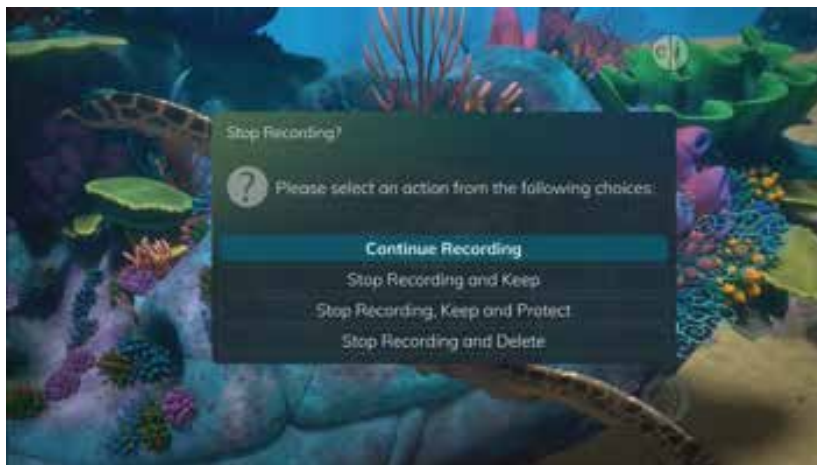 Stop Recording?
Please select an action from the following choices:
Continue Recording
Stop Recording and Keep
Stop Recording, Keep and Protect
Stop Recording and Delete